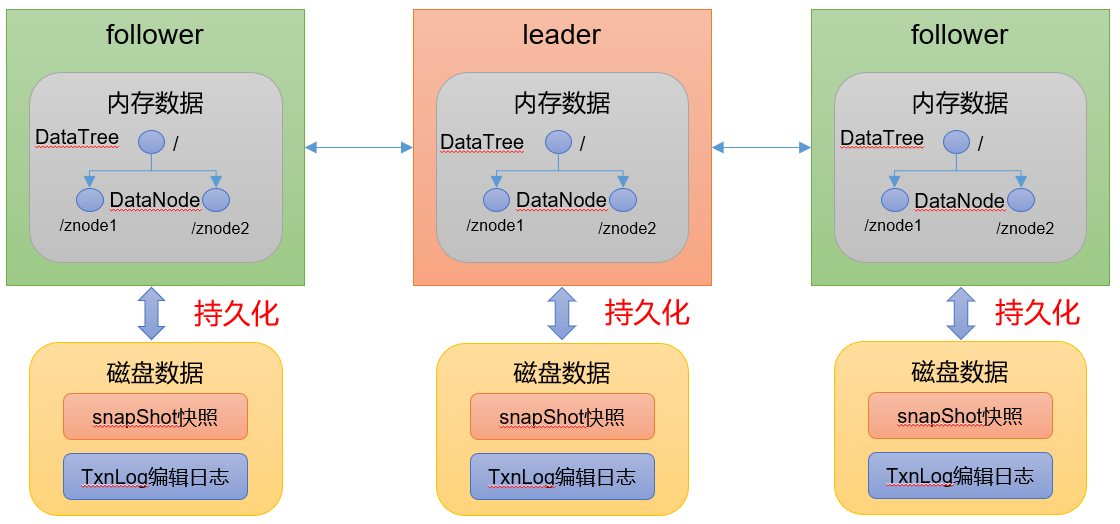 follower
内存数据
DataTree
/
DataNode
/znode1
/znode2
持久化
磁盘数据
snapShot快照
TxnLog编辑日志
leader
内存数据
DataTree
/
DataNode
/znode1
/znode2
持久化
磁盘数据
snapShot快照
TxnLog编辑日志
follower
内存数据
DataTree
/
DataNode
/znode1
/znode2
持久化
磁盘数据
snapShot快照
TxnLog编辑日志